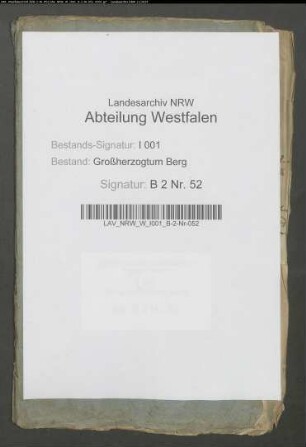 Landesarchiv NRW
Abteilung Westfalen
Bestands-Signatur: I 001
Bestand: Großherzogtum Berg
Signatur: B 2 Nr. 52
LAV_NRW_W_I001_B-2-Nr-052